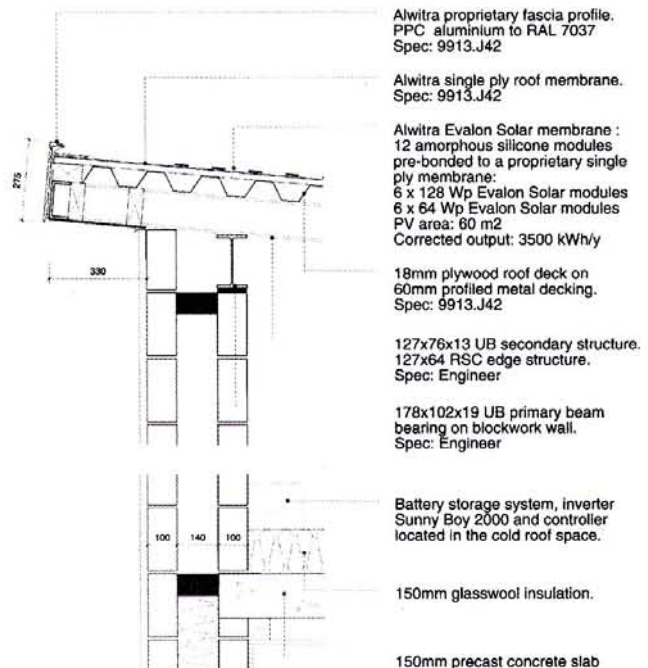 Alwitra proprietary fascia profile.
PPC aluminium to RAL 7037
Spec: 9913.J42
Alwitra single ply roof membrane.
Spec: 9913.J42
Alwitra Evalon Solar membrane :
12 amorphous silicone modules
pre-bonded to a proprietary single
ply membrane:
6 x 128 Wp Evalon Solar modules
6 x 64 Wp Evalon Solar modules
PV area: 60 m2
Corrected output: 3500 kWh/y
275
330
18mm plywood roof deck on
60mm profiled metal decking.
Spec: 9913.J42
127x76x13 UB secondary structure.
127x64 RSC edge structure.
Spec: Engineer
178x102x19 UB primary beam
bearing on blockwork wall.
Spec: Engineer
Battery storage system, inverter
Sunny Boy 2000 and controller
located in the cold roof space.
100 140 100
150mm glasswool insulation.
150mm precast concrete slab